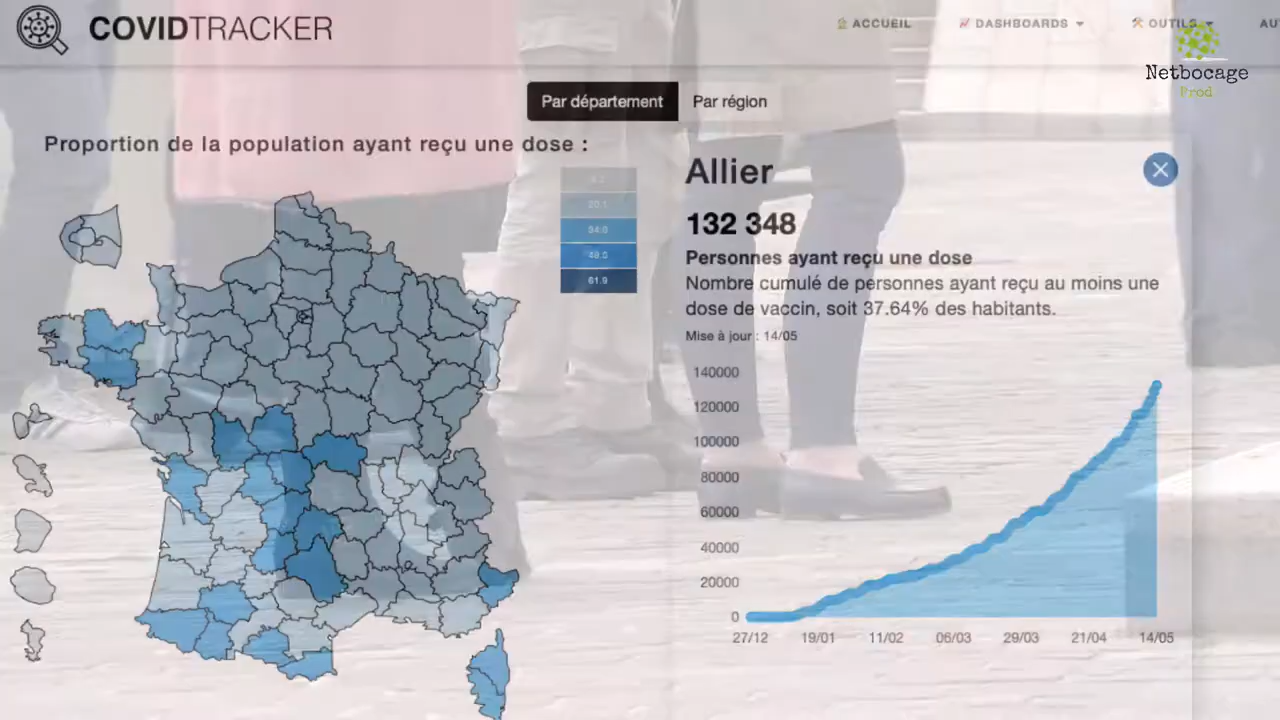 COVIDTRACKER
ACCUEIL
DASHBOARDS
OUTILS
AU
Netbocage
Prod
Par département
Par région
Proportion de la population ayant reçu une dose :
20.1
34.0
48.0
61.9
Allier
132 348
Personnes ayant reçu une dose
Nombre cumulé de personnes ayant reçu au moins une
dose de vaccin, soit 37.64% des habitants.
Mise à jour : 14/05
140000
120000
100000
80000
60000
40000
20000
0
27/12
19/01
11/02
06/03
29/03
21/04
14/05